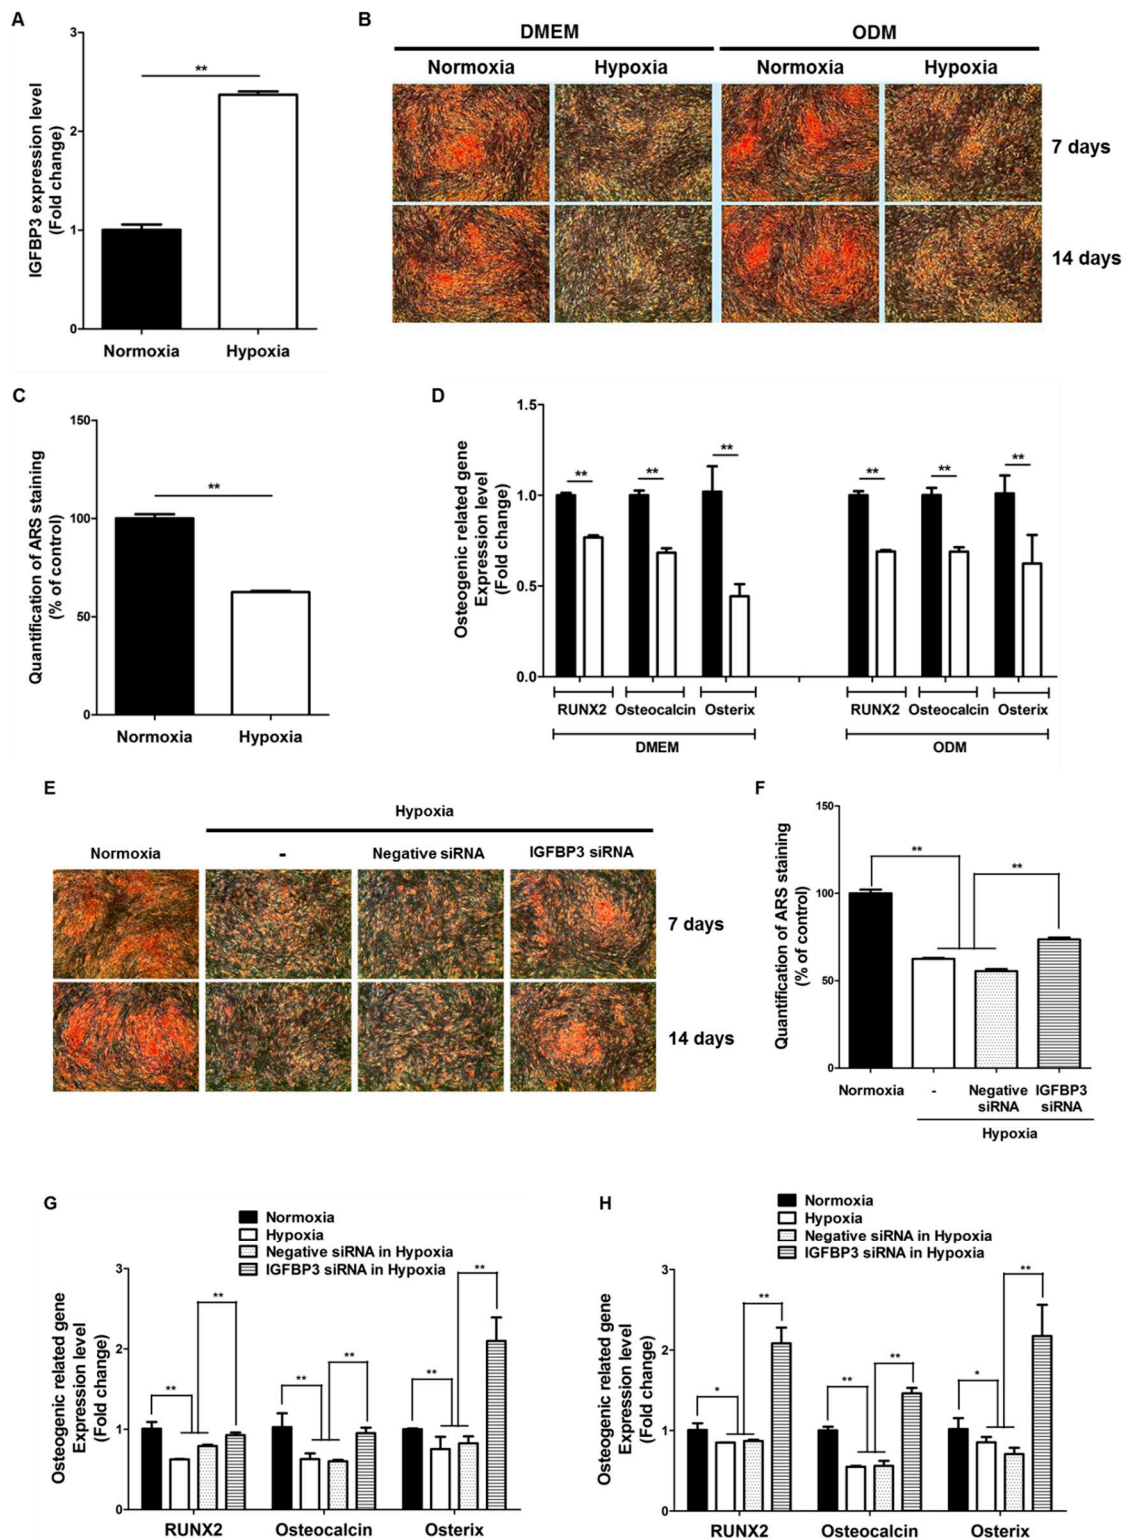 A
IGFBP3 expression level
(Fold change)
3
2
1
0
**
Normoxia Hypoxia
B
DMEM ODM
Normoxia Hypoxia Normoxia Hypoxia
7 days
14 days
C
Quantification of ARS staining
(% of control)
150
100
50
0
**
Normoxia Hypoxia
D
Osteogenic related gene
Expression level
(Fold change)
1.5
1.0
0.5
0.0
** ** ** ** ** **
RUNX2 Osteocalcin Osterix RUNX2 Osteocalcin Osterix
DMEM ODM
E
Hypoxia
Normoxia - Negative siRNA IGFBP3 siRNA
7 days
14 days
F
Quantification of ARS staining
(% of control)
150
100
50
0
** **
Normoxia - Negative siRNA IGFBP3 siRNA
Hypoxia
G
Normoxia
Hypoxia
Negative siRNA in Hypoxia
IGFBP3 siRNA in Hypoxia
Osteogenic related gene
Expression level
(Fold change)
3
2
1
0
** ** ** ** ** **
RUNX2 Osteocalcin Osterix
H
Normoxia
Hypoxia
Negative siRNA in Hypoxia
IGFBP3 siRNA in Hypoxia
Osteogenic related gene
Expression level
(Fold change)
3
2
1
0
* ** ** ** * **
RUNX2 Osteocalcin Osterix